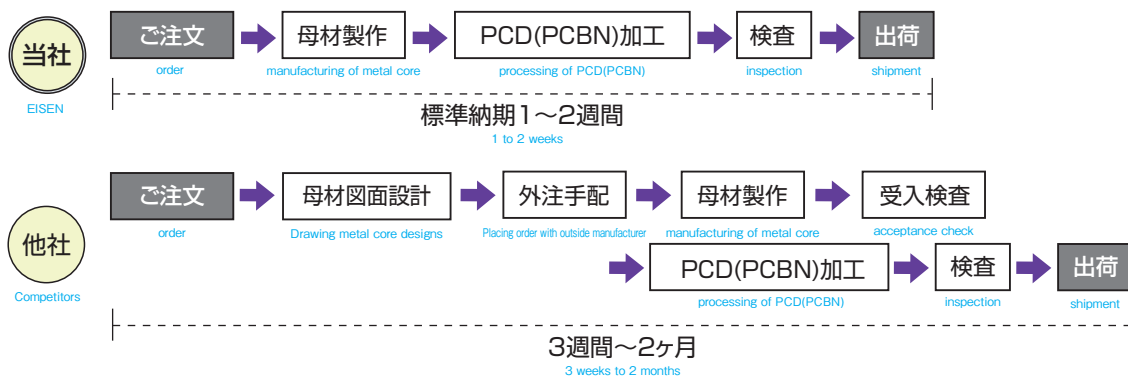 当社
EISEN
ご注文
order
母材製作
manufacturing of metal core
PCD(PCBN)加工
processing of PCD(PCBN)
検査
inspection
出荷
shipment
標準納期1〜2週間
1 to 2 weeks
他社
Competitors
ご注文
order
母材図面設計
Drawing metal core designs
外注手配
Placing order with outside manufacturer
母材製作
manufacturing of metal core
受入検査
acceptance check
PCD(PCBN)加工
processing of PCD(PCBN)
検査
inspection
出荷
shipment
3週間〜2ヶ月
3 weeks to 2 months